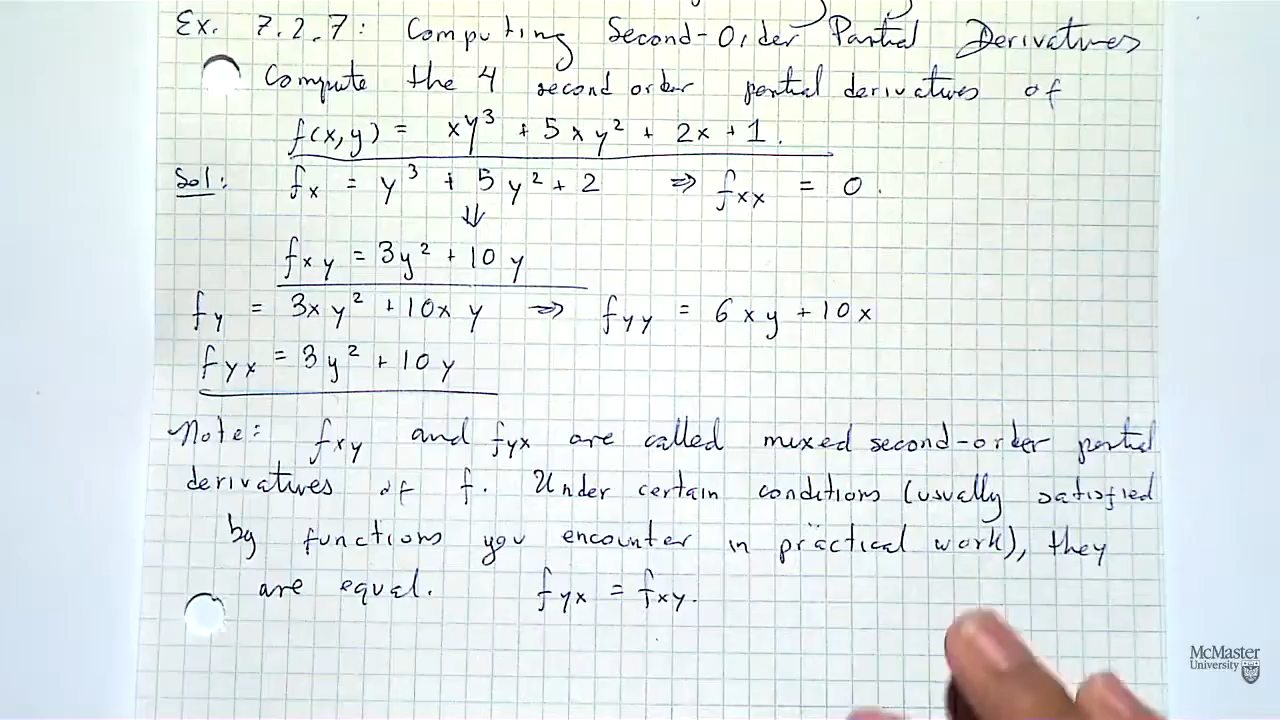 Ex. 7.2.7: Computing Second-Order Partial Derivatives
Compute the 4 second order partial derivatives of
f(x,y) = xy³ + 5xy² + 2x + 1.
Sol: fx = y³ + 5y² + 2 ⇒ fxx = 0.
⇓
fxy = 3y² + 10y
fy = 3xy² + 10xy ⇒ fyy = 6xy + 10x
fyx = 3y² + 10y
Note: fxy and fyx are called mixed second-order partial
derivatives of f. Under certain conditions (usually satisfied
by functions you encounter in practical work), they
are equal. fyx = fxy.
McMaster
University